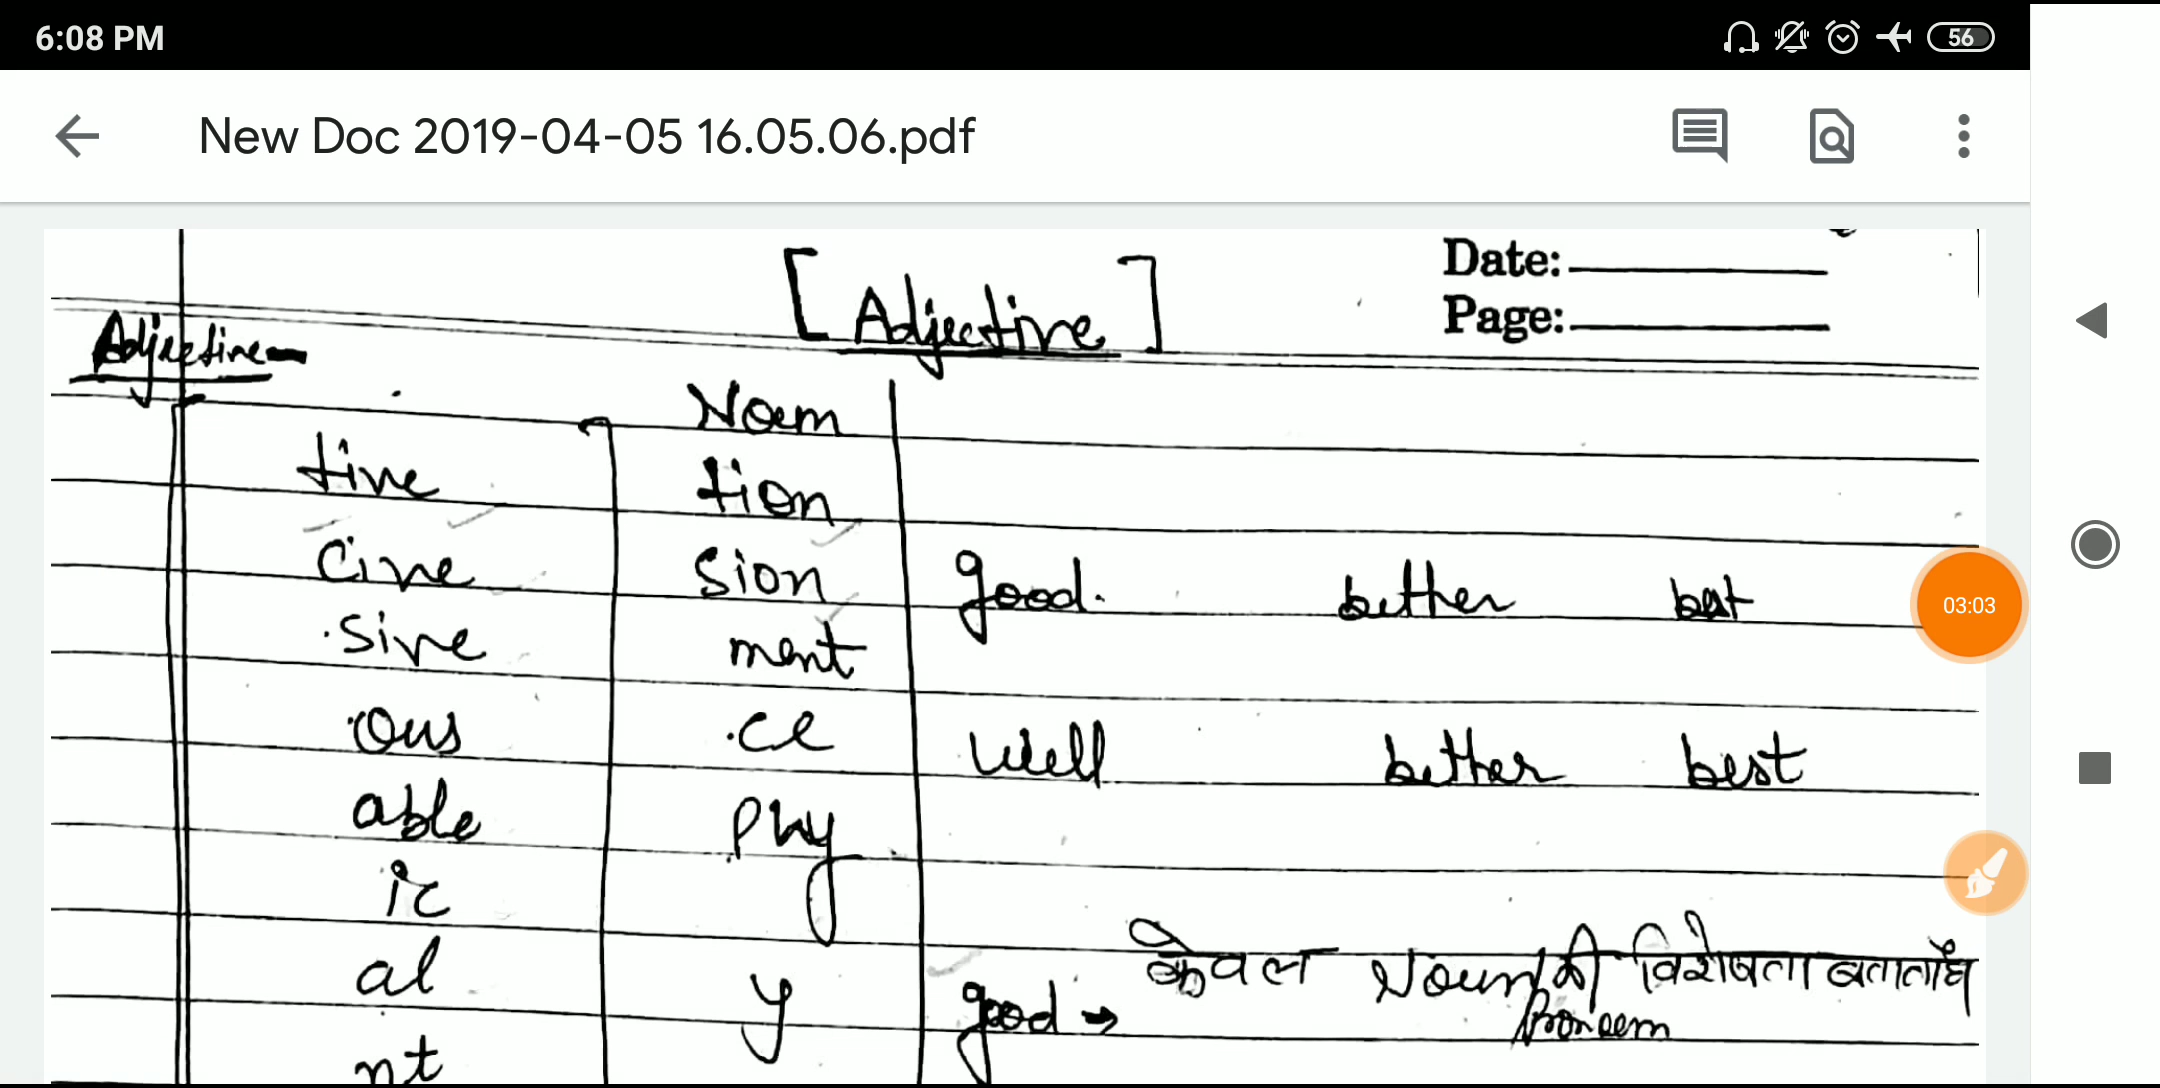 6:08 PM
56
New Doc 2019-04-05 16.05.06.pdf
Date:
Page:
[Adjective]
Adjective
Noun
tive
tion
Cive
Sion
good
better
best
03:03
Sive
ment
Ous
ce
Well
better
best
able
Phy
ic
केवल Noun की विशेषता बताता है
al
y
good →
Pronoun
nt